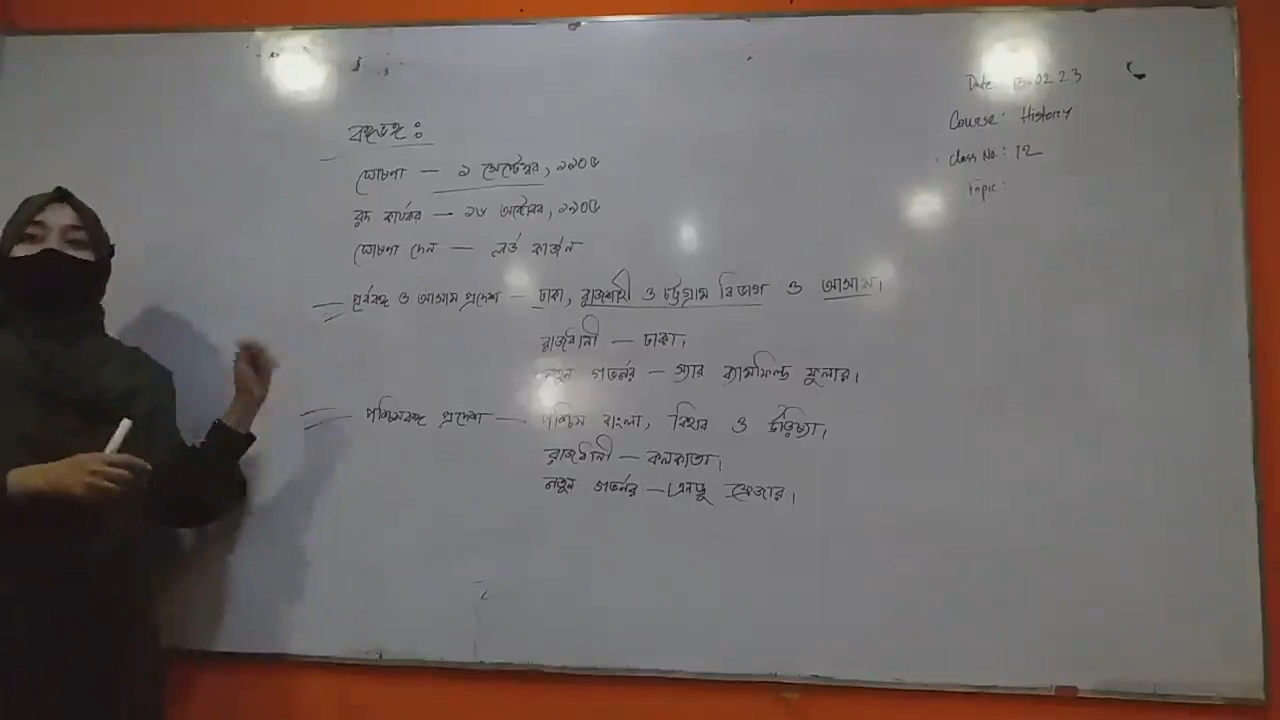 Date 13.02.23
Course: History
Class No.: 12
Topic:
বঙ্গভঙ্গ :
ঘোষণা — ১ সেপ্টেম্বর, ১৯০৫
কার্যকর — ১৬ অক্টোবর, ১৯০৫
ঘোষণা দেন — লর্ড কার্জন
পূর্ববঙ্গ ও আসাম প্রদেশ — ঢাকা, রাজশাহী ও চট্টগ্রাম বিভাগ ও আসাম।
রাজধানী — ঢাকা।
নতুন গভর্নর — স্যার ব্যামফিল্ড ফুলার।
পশ্চিমবঙ্গ প্রদেশ — পশ্চিম বাংলা, বিহার ও উড়িষ্যা।
রাজধানী — কলকাতা।
নতুন গভর্নর — এনড্রু ফ্রেজার।